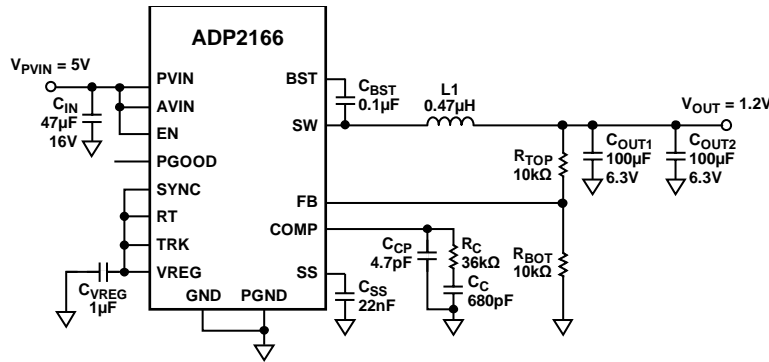 ADP2166
V_PVIN = 5V
C_IN
47µF
16V
PVIN
AVIN
EN
PGOOD
SYNC
RT
TRK
VREG
C_VREG
1µF
GND
PGND
BST
SW
FB
COMP
SS
C_BST
0.1µF
L1
0.47µH
V_OUT = 1.2V
R_TOP
10kΩ
C_OUT1
100µF
6.3V
C_OUT2
100µF
6.3V
C_CP
4.7pF
R_C
36kΩ
C_C
680pF
R_BOT
10kΩ
C_SS
22nF